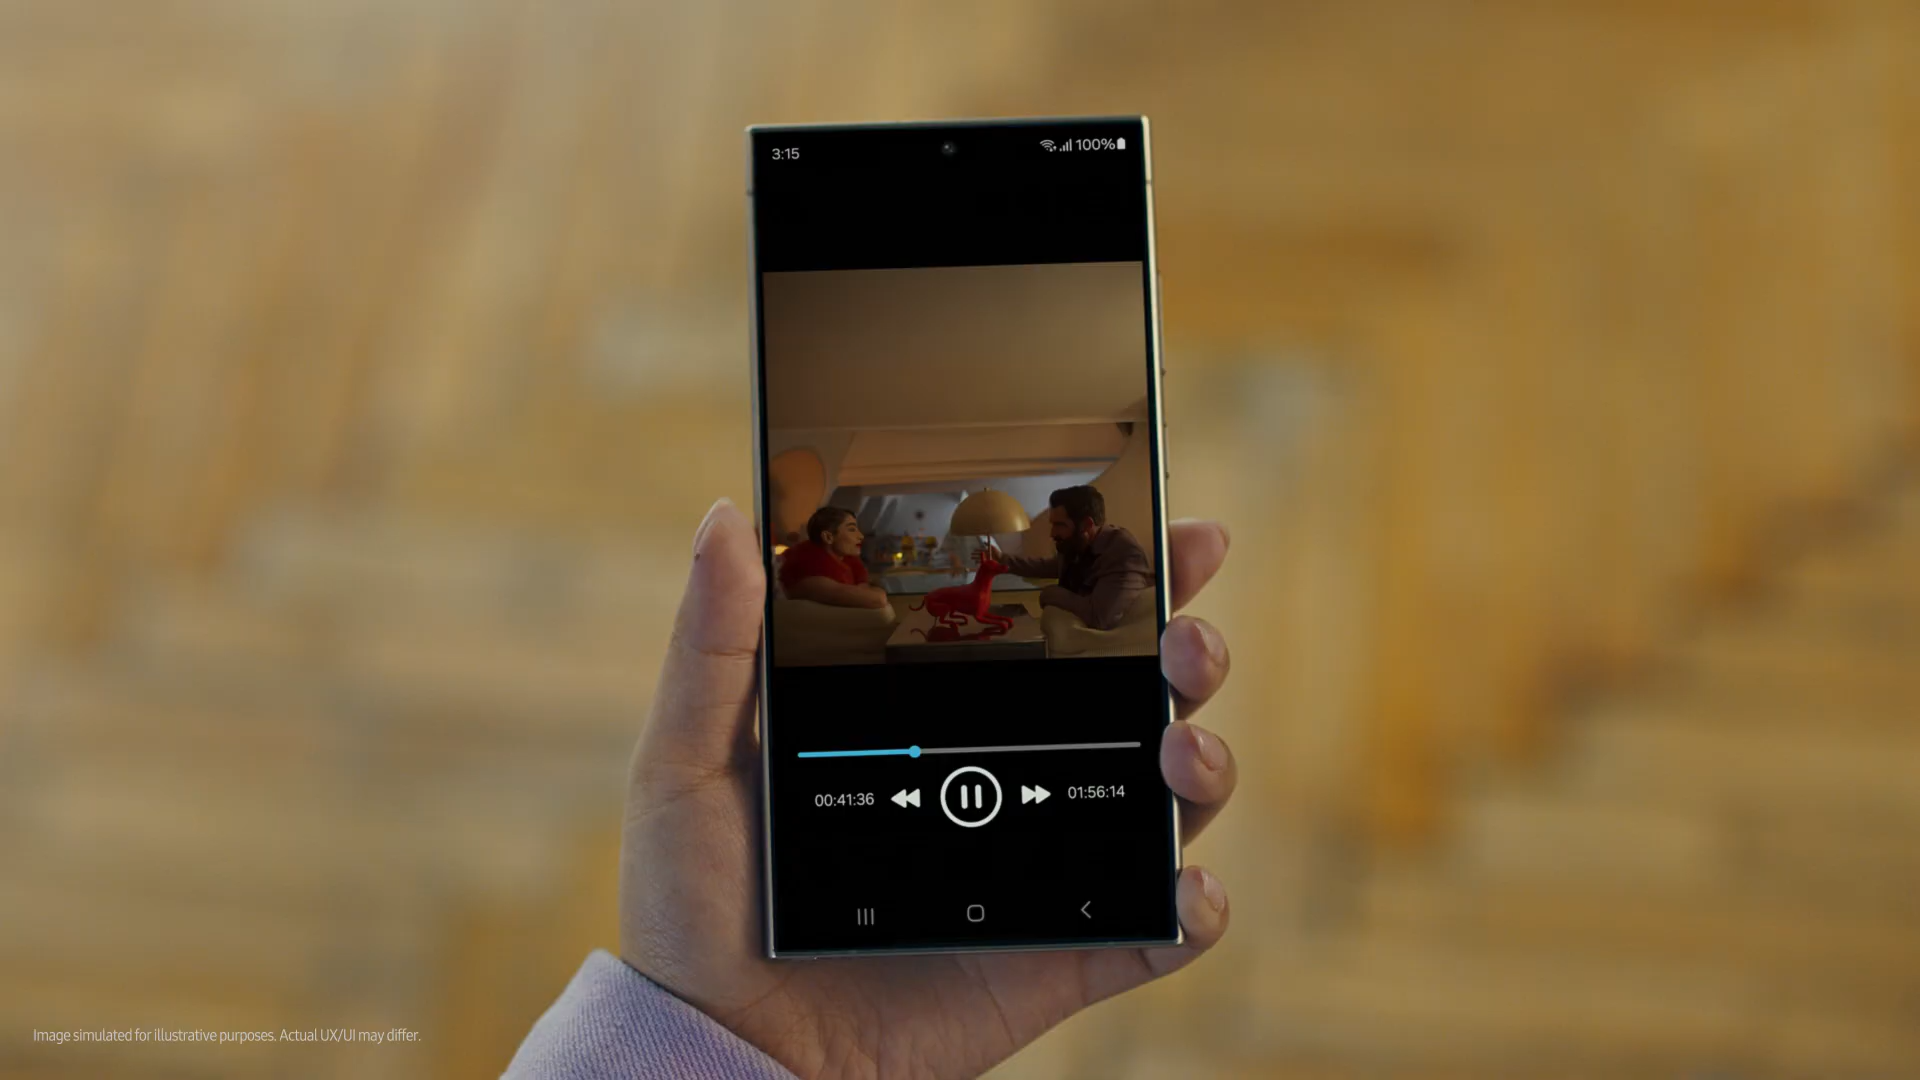 3:15
100%
00:41:36
01:56:14
Image simulated for illustrative purposes. Actual UX/UI may differ.